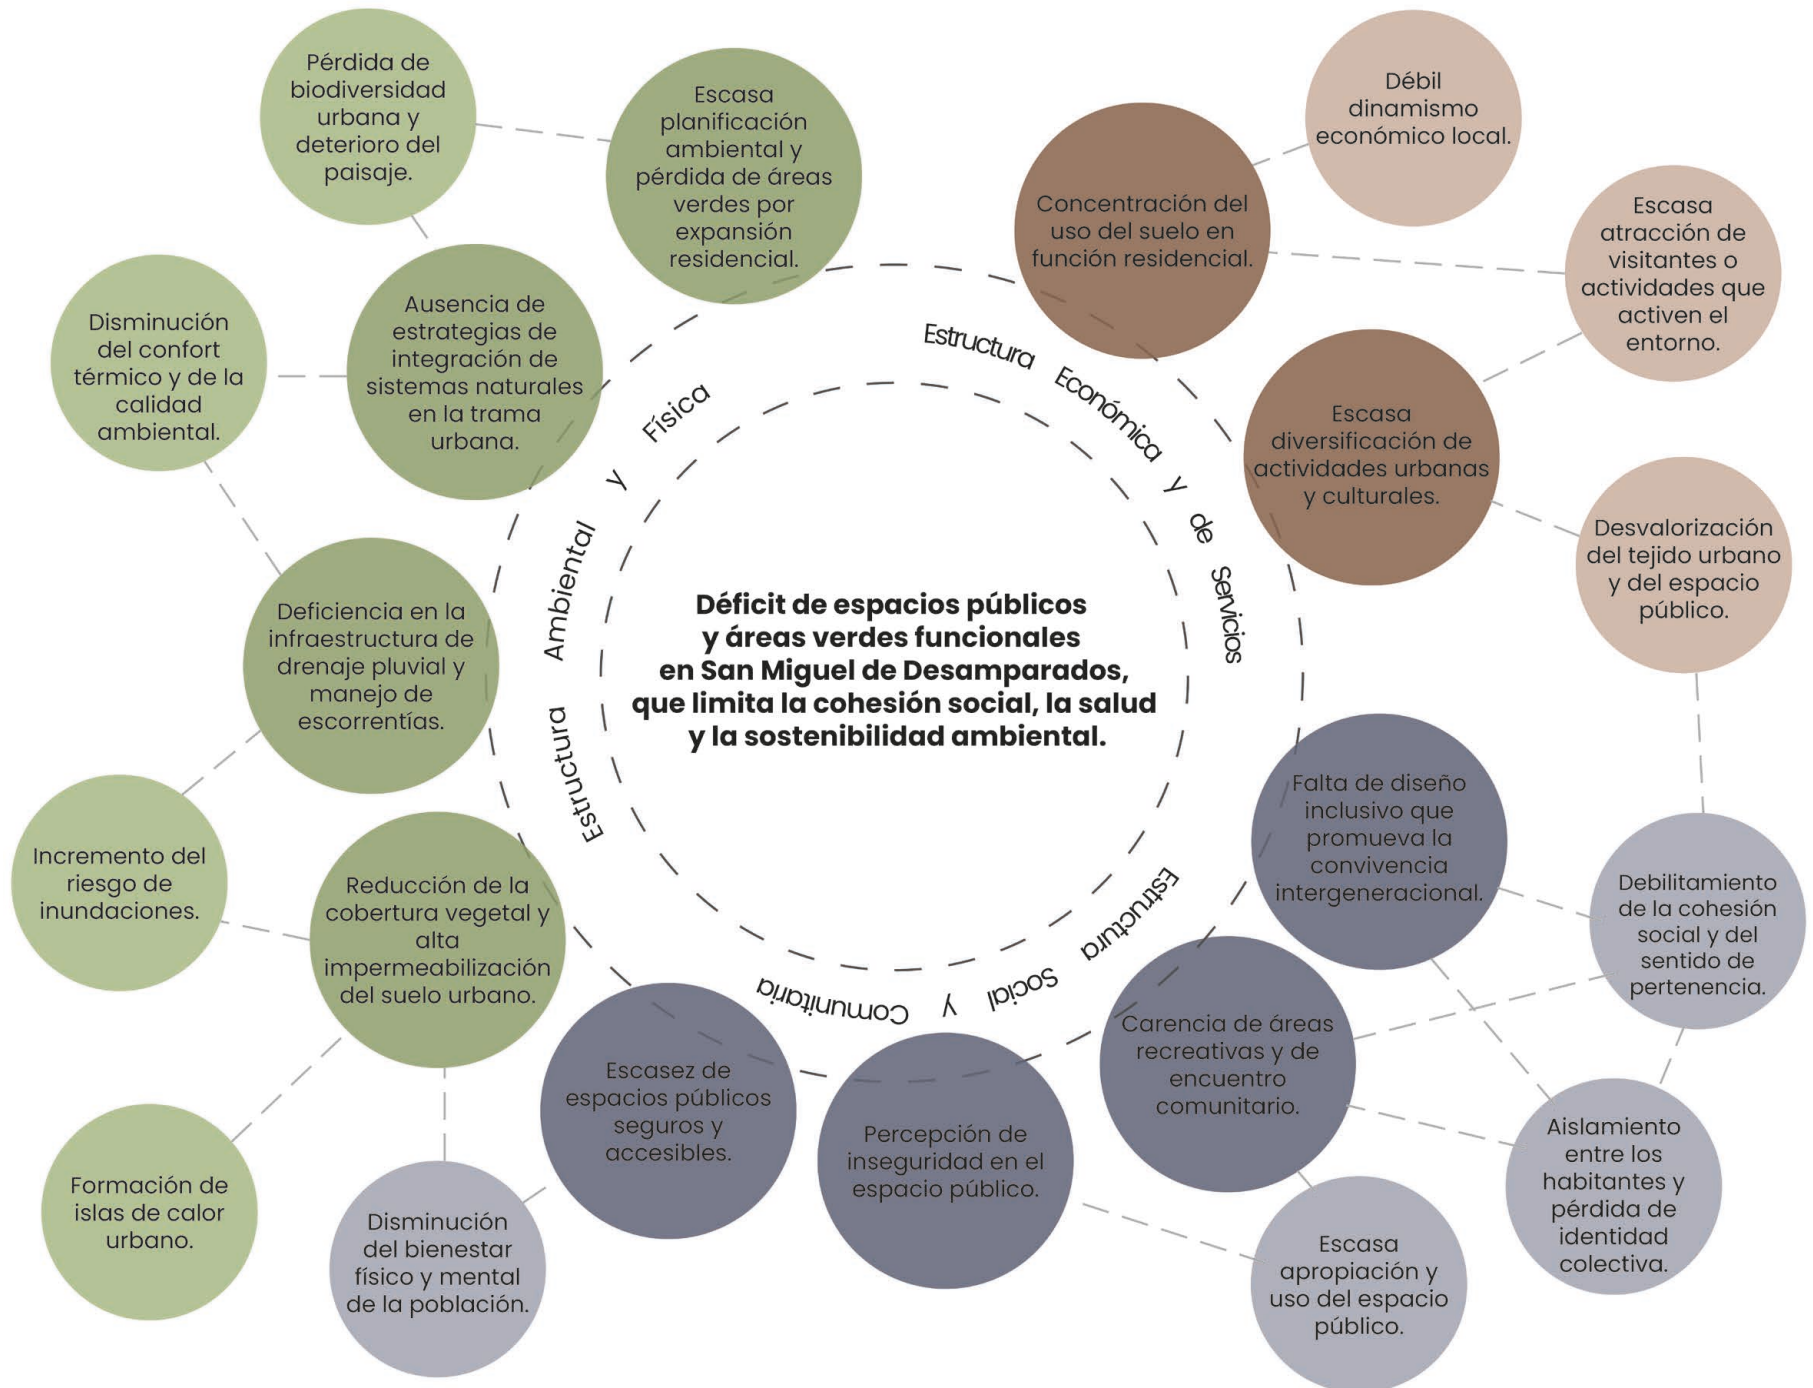 Pérdida de
biodiversidad
urbana y
deterioro del
paisaje.
Escasa
planificación
ambiental y
pérdida de áreas
verdes por
expansión
residencial.
Ausencia de
estrategias de
integración de
sistemas naturales
en la trama
urbana.
Disminución
del confort
térmico y de la
calidad
ambiental.
Deficiencia en la
infraestructura de
drenaje pluvial y
manejo de
escorrentías.
Incremento del
riesgo de
inundaciones.
Reducción de la
cobertura vegetal y
alta
impermeabilización
del suelo urbano.
Formación de
islas de calor
urbano.
Estructura Ambiental y Física
Déficit de espacios públicos
y áreas verdes funcionales
en San Miguel de Desamparados,
que limita la cohesión social, la salud
y la sostenibilidad ambiental.
Estructura Económica y de Servicios
Débil
dinamismo
económico local.
Concentración del
uso del suelo en
función residencial.
Escasa
atracción de
visitantes o
actividades que
activen el
entorno.
Escasa
diversificación de
actividades urbanas
y culturales.
Desvalorización
del tejido urbano
y del espacio
público.
Estructura Social y Comunitaria
Falta de diseño
inclusivo que
promueva la
convivencia
intergeneracional.
Debilitamiento
de la cohesión
social y del
sentido de
pertenencia.
Carencia de áreas
recreativas y de
encuentro
comunitario.
Aislamiento
entre los
habitantes y
pérdida de
identidad
colectiva.
Percepción de
inseguridad en el
espacio público.
Escasa
apropiación y
uso del espacio
público.
Escasez de
espacios públicos
seguros y
accesibles.
Disminución
del bienestar
físico y mental
de la población.